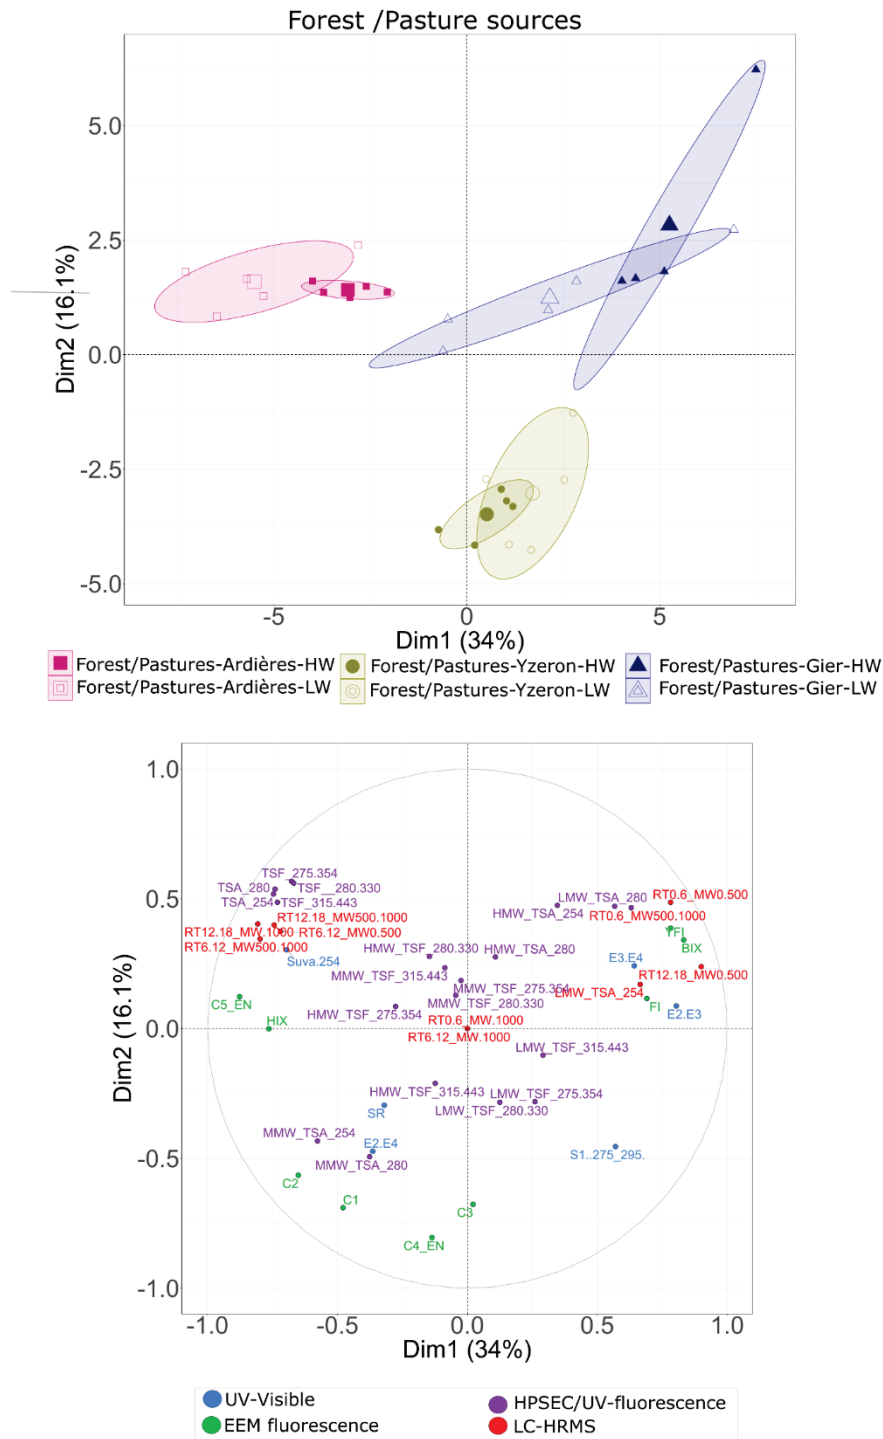 Forest /Pasture sources
5.0
2.5
0.0
-2.5
-5.0
Dim2 (16.1%)
-5
0
5
Dim1 (34%)
Forest/Pastures-Ardières-HW
Forest/Pastures-Yzeron-HW
Forest/Pastures-Gier-HW
Forest/Pastures-Ardières-LW
Forest/Pastures-Yzeron-LW
Forest/Pastures-Gier-LW
1.0
0.5
0.0
-0.5
-1.0
Dim2 (16.1%)
TSF_275.354
TSA_280
TSF__280.330
TSA_254
TSF_315.443
RT12.18_MW500.1000
RT12.18_MW.1000
RT6.12_MW0.500
RT6.12_MW500.1000
Suva.254
HMW_TSF_280.330
HMW_TSA_280
MMW_TSF_315.443
MMW_TSF_275.354
MMW_TSF_280.330
HMW_TSF_275.354
C5_EN
HIX
RT0.6_MW.1000
RT6.12_MW.1000
LMW_TSA_280
HMW_TSA_254
RT0.6_MW0.500
RT0.6_MW500.1000
YFI
BIX
E3.E4
RT12.18_MW0.500
LMW_TSA_254
FI
E2.E3
LMW_TSF_315.443
HMW_TSF_315.443
LMW_TSF_275.354
LMW_TSF_280.330
SR
MMW_TSA_254
E2.E4
MMW_TSA_280
S1..275_295.
C2
C1
C3
C4_EN
-1.0
-0.5
0.0
0.5
1.0
Dim1 (34%)
UV-Visible
HPSEC/UV-fluorescence
EEM fluorescence
LC-HRMS